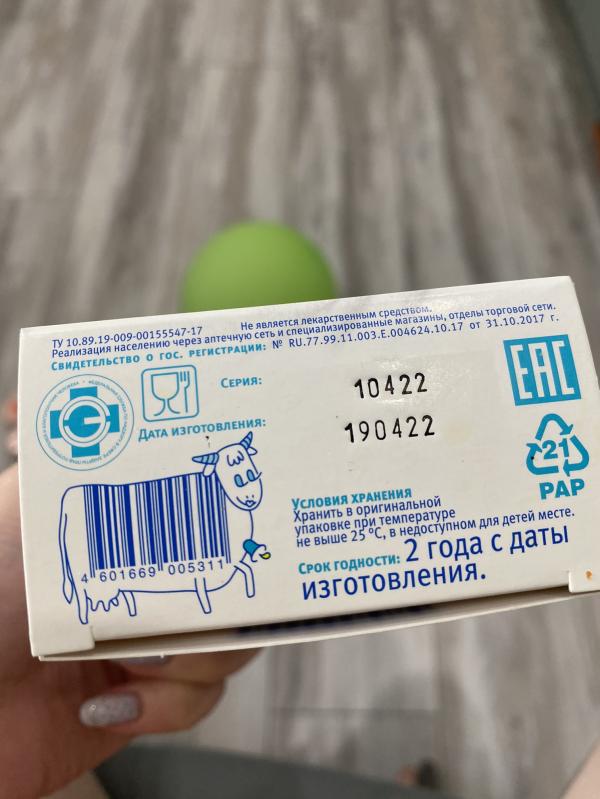 Не является лекарственным средством.
ТУ 10.89.19-009-00155547-17
Реализация населению через аптечную сеть и специализированные магазины, отделы торговой сети.
СВИДЕТЕЛЬСТВО О ГОС. РЕГИСТРАЦИИ: № RU.77.99.11.003.Е.004624.10.17 от 31.10.2017 г.
СЕРИЯ: 10422
ДАТА ИЗГОТОВЛЕНИЯ: 190422
EAC
21
PAP
УСЛОВИЯ ХРАНЕНИЯ
Хранить в оригинальной
упаковке при температуре
не выше 25 °С, в недоступном для детей месте.
СРОК ГОДНОСТИ: 2 года с даты
изготовления.
4 601669 005311